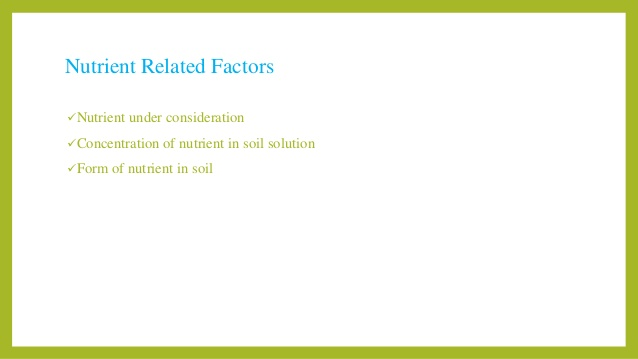 Nutrient Related Factors
✓Nutrient under consideration
✓Concentration of nutrient in soil solution
✓Form of nutrient in soil